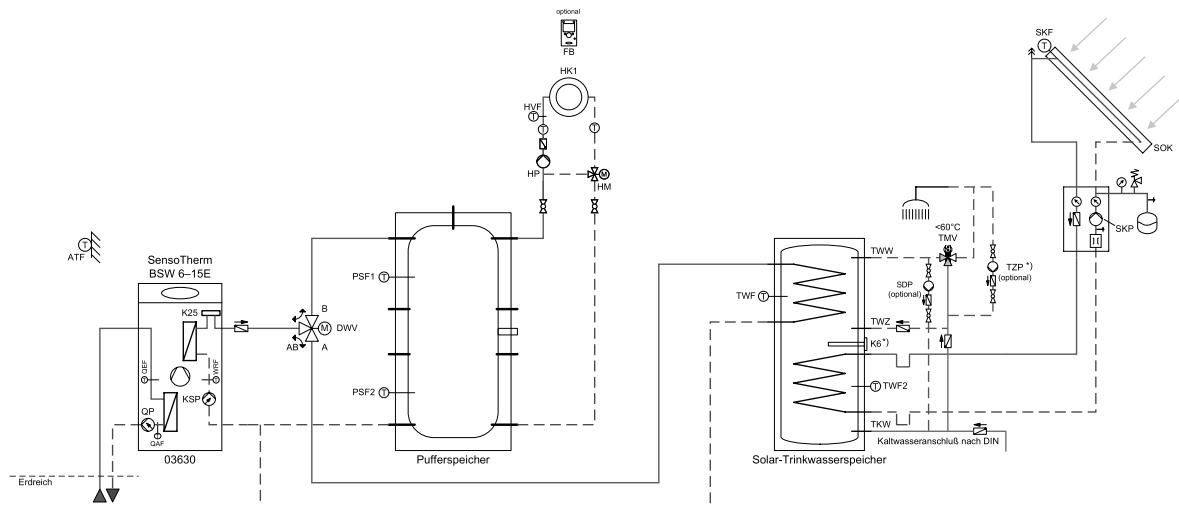 optional
FB
HK1
HVF
T
T
T
HP
M
HM
SKF
T
SOK
SKP
ATF
T
SensoTherm
BSW 6–15E
K25
QEF
T
WRF
T
KSP
QP
QAF
03630
Erdreich
B
M
DWV
AB
A
PSF1
T
PSF2
T
Pufferspeicher
<60°C
TMV
TWW
TZP *)
(optional)
SDP
(optional)
TWF
T
TWZ
K6*)
T
TWF2
TKW
Kaltwasseranschluß nach DIN
Solar-Trinkwasserspeicher